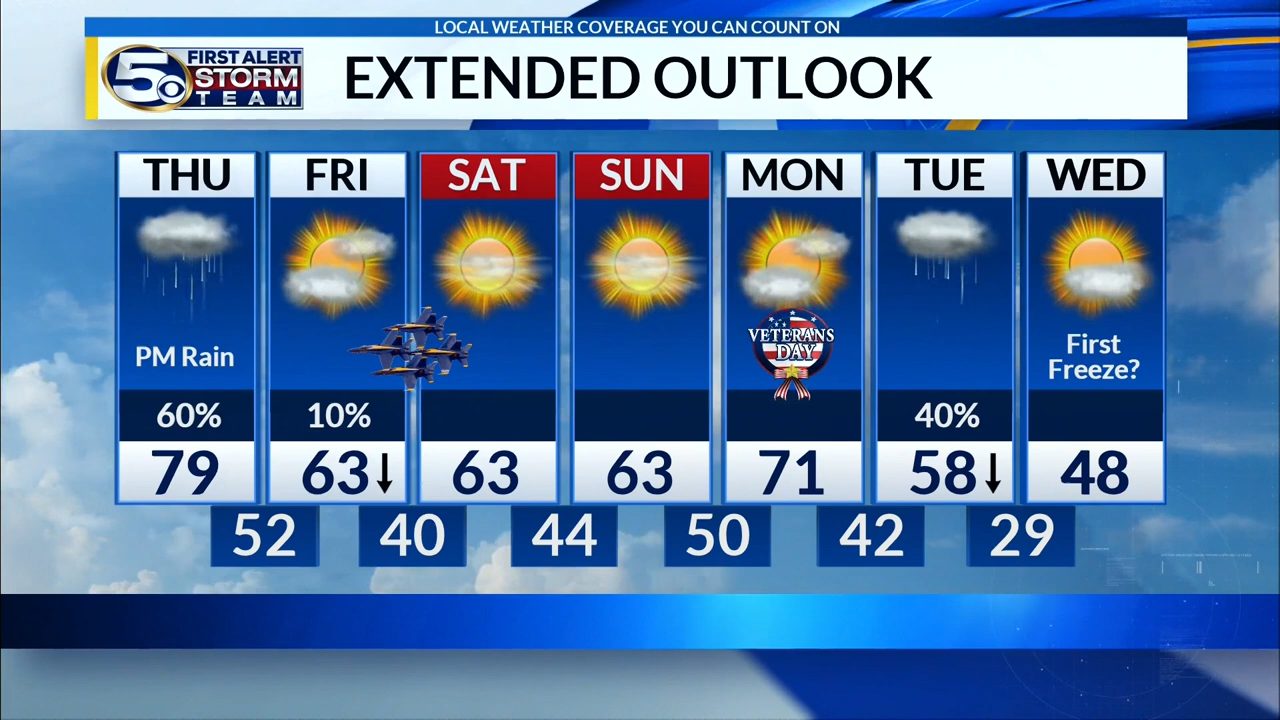 LOCAL WEATHER COVERAGE YOU CAN COUNT ON
5
FIRST ALERT
STORM
TEAM
EXTENDED OUTLOOK
THU FRI SAT SUN MON TUE WED
VETERANS
DAY
PM Rain
First
Freeze?
60% 10% 40%
79 63 63 63 71 58 48
52 40 44 50 42 29